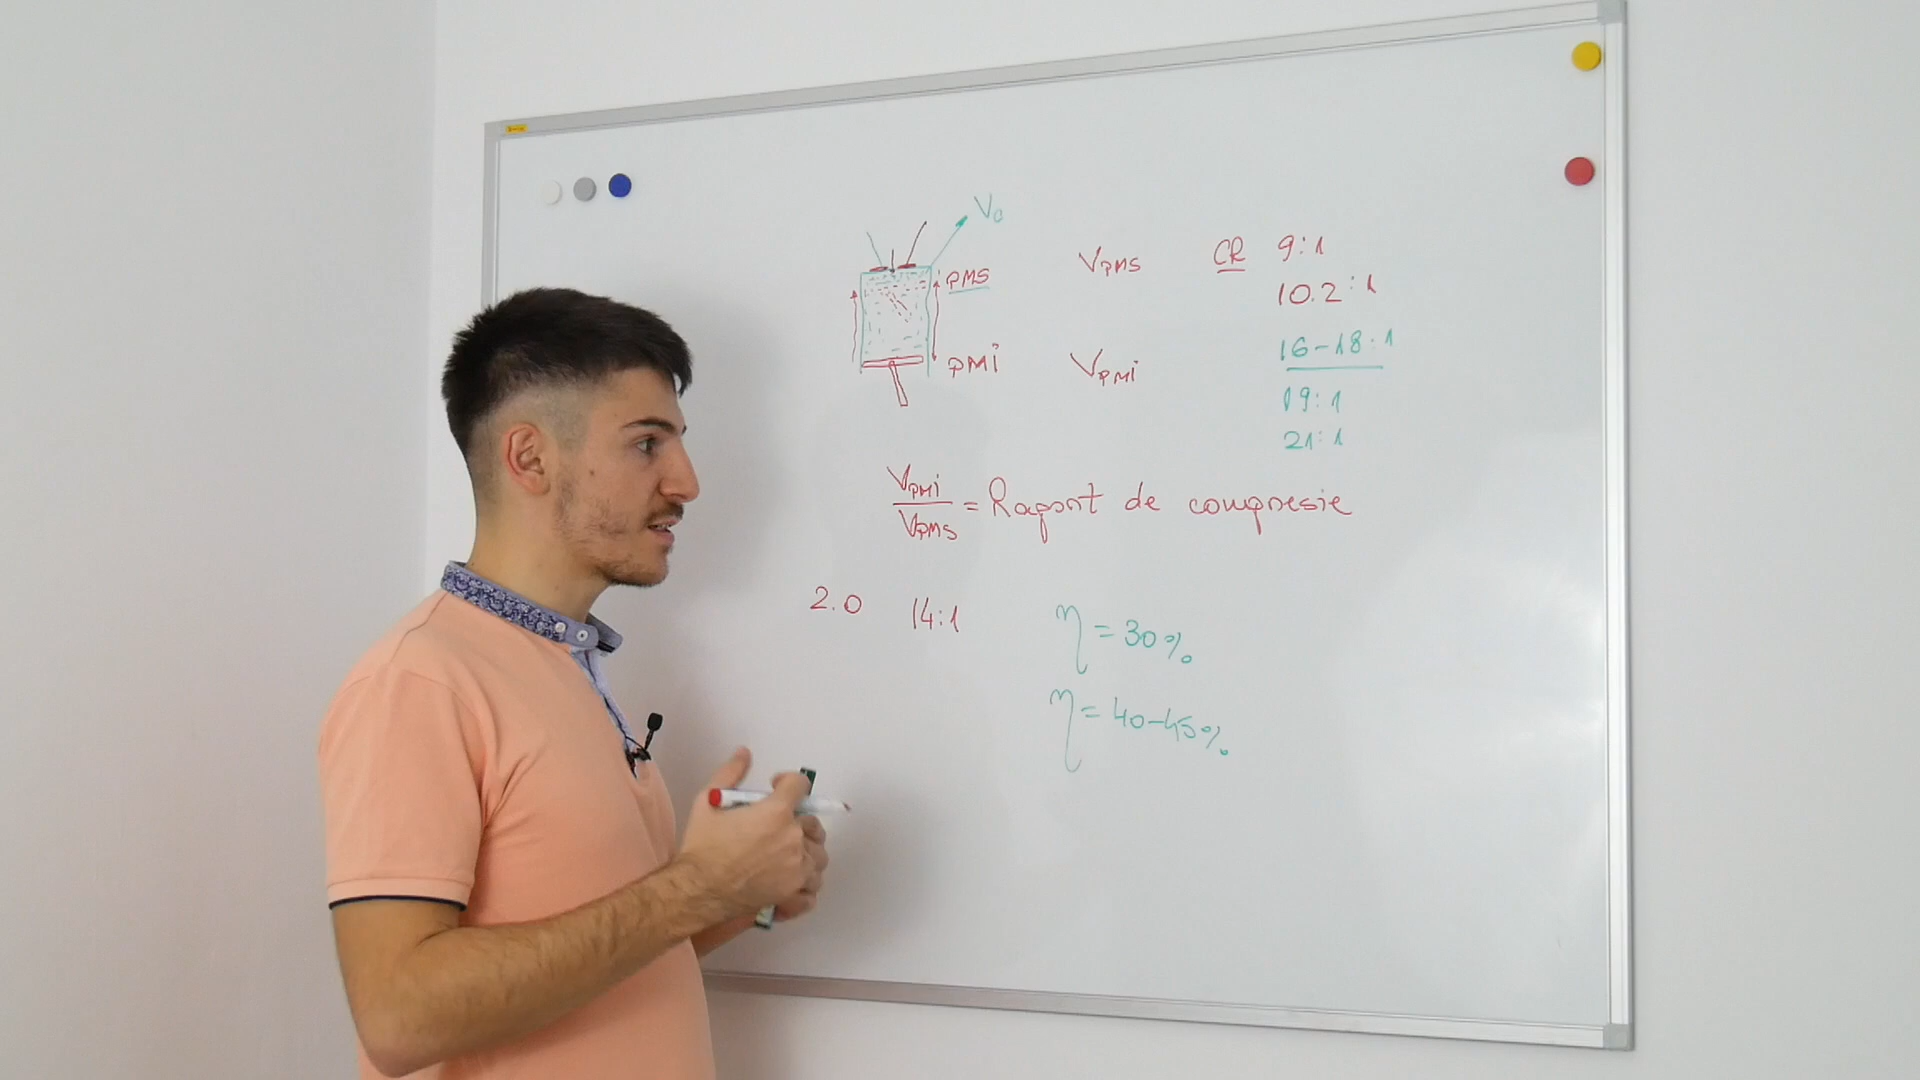 Vc
PMS
VPMS
CR 9:1
10.2:1
16-18:1
PMi
VPMi
19:1
21:1
VPMi
VPMS
= Raport de compresie
2.0 14:1
η = 30%
η = 40-45%